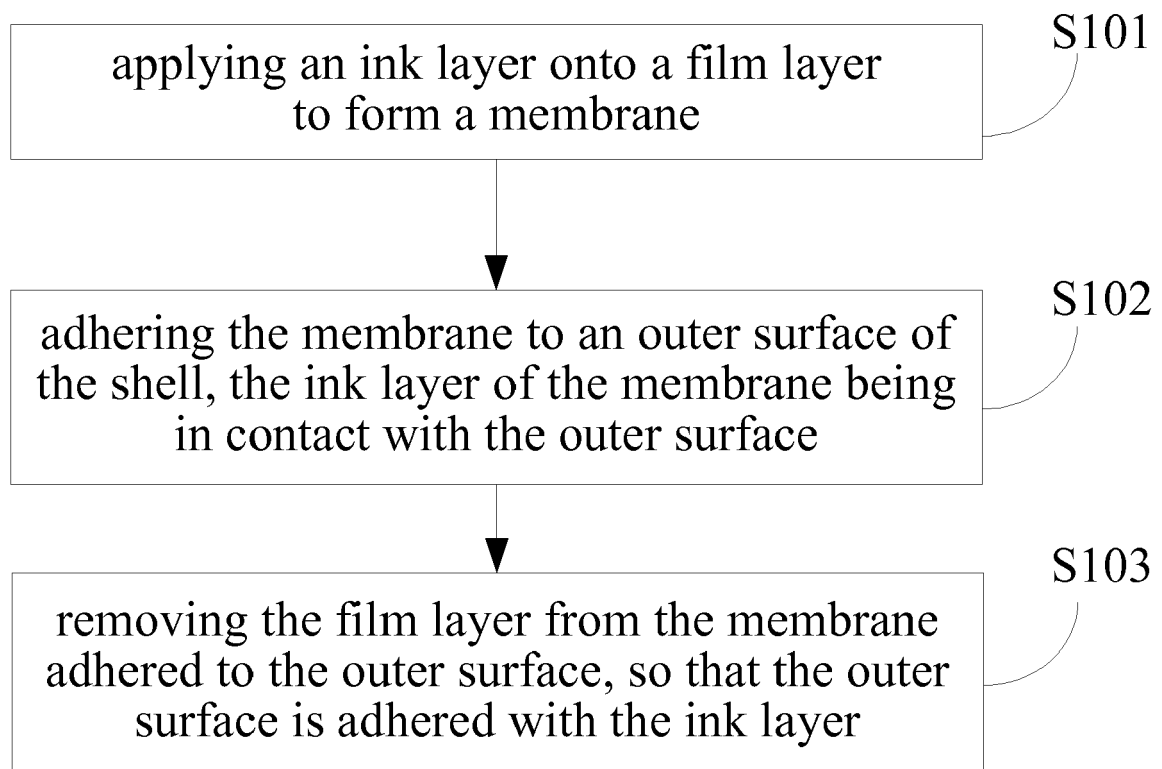 S101
applying an ink layer onto a film layer
to form a membrane
S102
adhering the membrane to an outer surface of
the shell, the ink layer of the membrane being
in contact with the outer surface
S103
removing the film layer from the membrane
adhered to the outer surface, so that the outer
surface is adhered with the ink layer